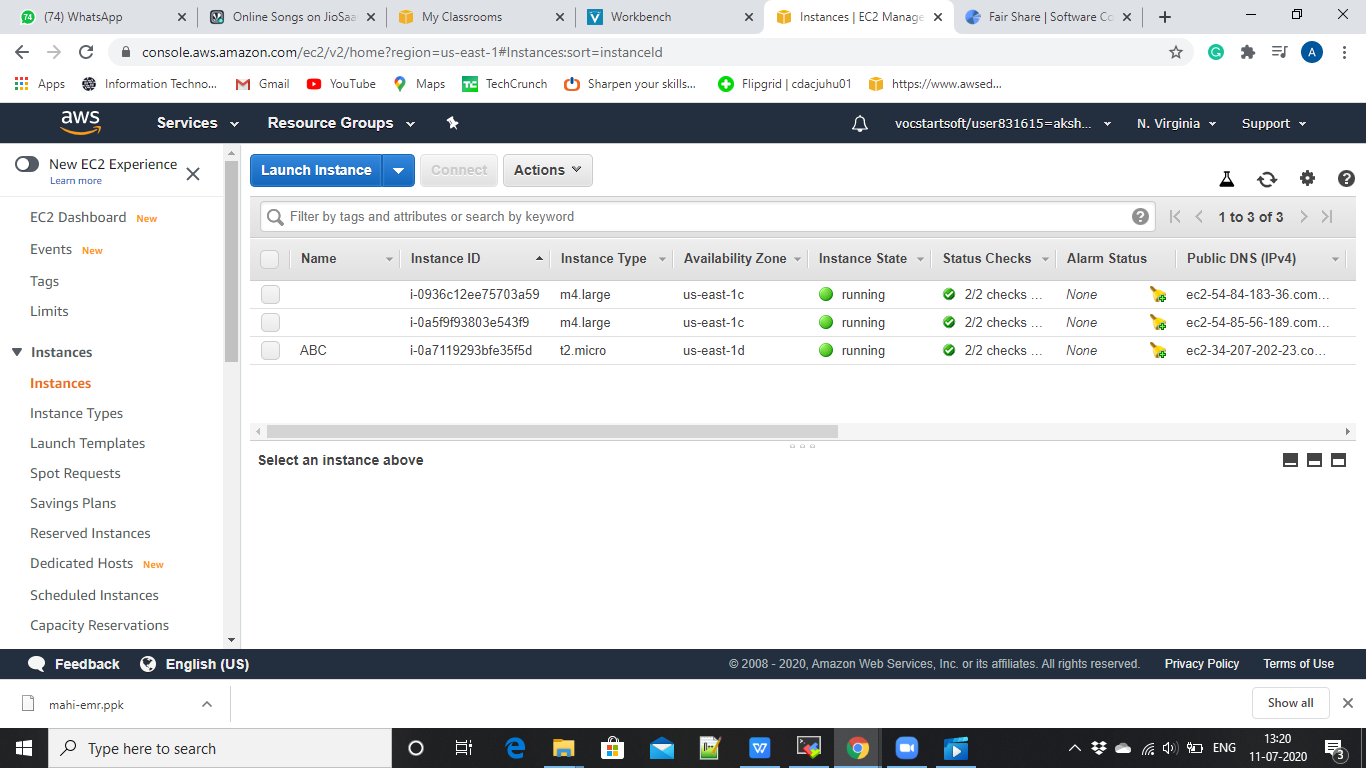 (74) WhatsApp
Online Songs on JioSaa
My Classrooms
Workbench
Instances | EC2 Manage
Fair Share | Software Co
console.aws.amazon.com/ec2/v2/home?region=us-east-1#Instances:sort=instanceId
Apps Information Techno... Gmail YouTube Maps TechCrunch Sharpen your skills... Flipgrid | cdacjuhu01 https://www.awsed...
aws Services Resource Groups vocstartsoft/user831615=aksh... N. Virginia Support
New EC2 Experience
Learn more
EC2 Dashboard New
Events New
Tags
Limits
Instances
Instances
Instance Types
Launch Templates
Spot Requests
Savings Plans
Reserved Instances
Dedicated Hosts New
Scheduled Instances
Capacity Reservations
Launch Instance Connect Actions
Filter by tags and attributes or search by keyword 1 to 3 of 3
Name Instance ID Instance Type Availability Zone Instance State Status Checks Alarm Status Public DNS (IPv4)
i-0936c12ee75703a59 m4.large us-east-1c running 2/2 checks ... None ec2-54-84-183-36.com...
i-0a5f9f93803e543f9 m4.large us-east-1c running 2/2 checks ... None ec2-54-85-56-189.com...
ABC i-0a7119293bfe35f5d t2.micro us-east-1d running 2/2 checks ... None ec2-34-207-202-23.co...
Select an instance above
Feedback English (US) © 2008 - 2020, Amazon Web Services, Inc. or its affiliates. All rights reserved. Privacy Policy Terms of Use
mahi-emr.ppk Show all
Type here to search ENG 13:20
11-07-2020 3